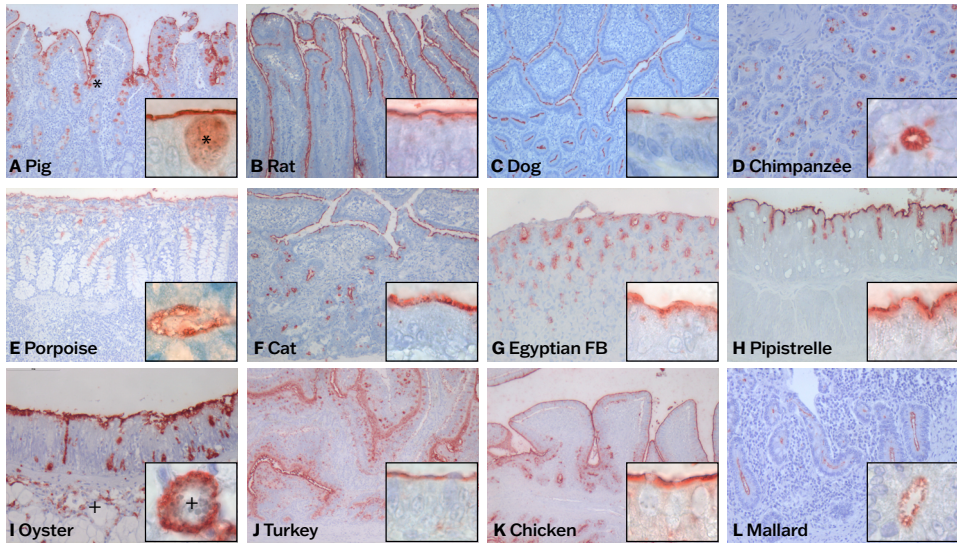 A Pig
B Rat
C Dog
D Chimpanzee
E Porpoise
F Cat
G Egyptian FB
H Pipistrelle
I Oyster
J Turkey
K Chicken
L Mallard